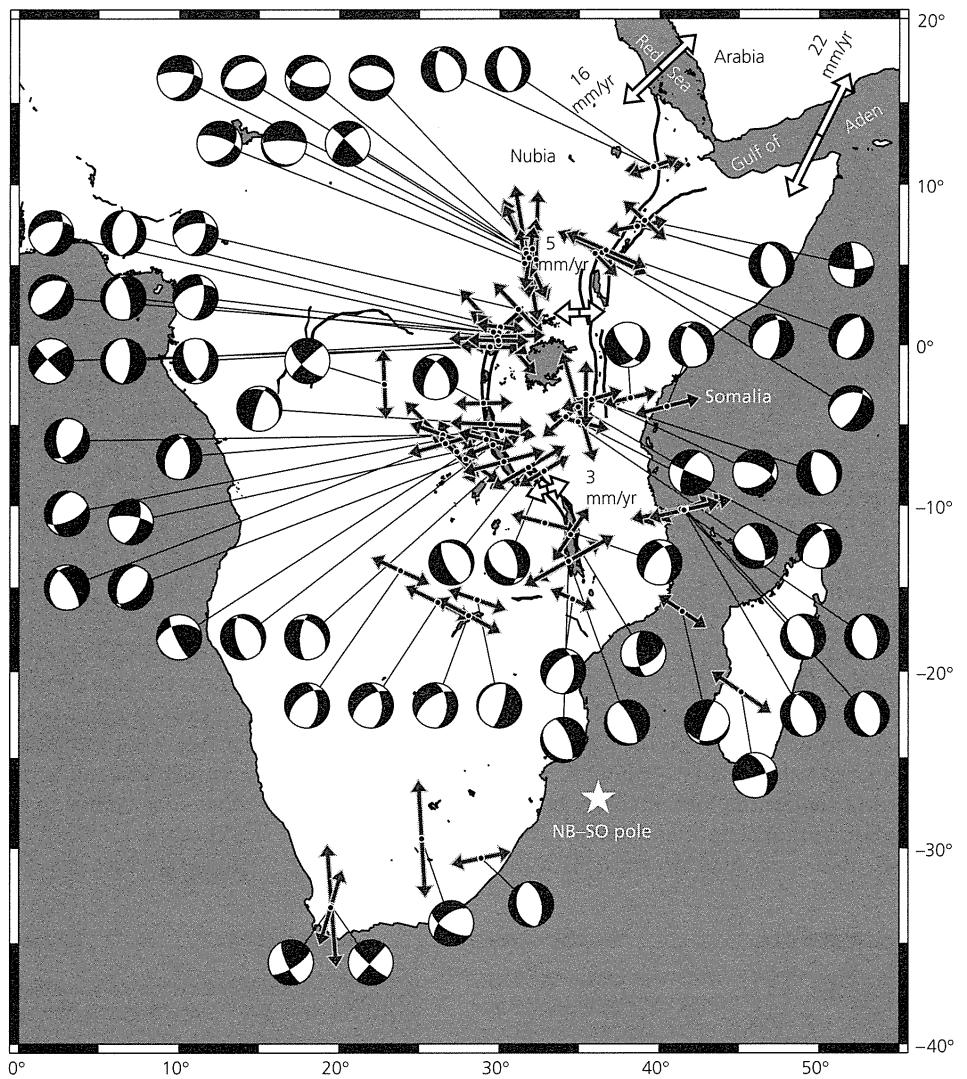 20°
Red Sea
Arabia
22
mm/yr
16
mm/yr
Gulf of
Aden
Nubia
10°
5
mm/yr
0°
Somalia
3
mm/yr
−10°
−20°
NB–SO pole
−30°
−40°
0°
10°
20°
30°
40°
50°